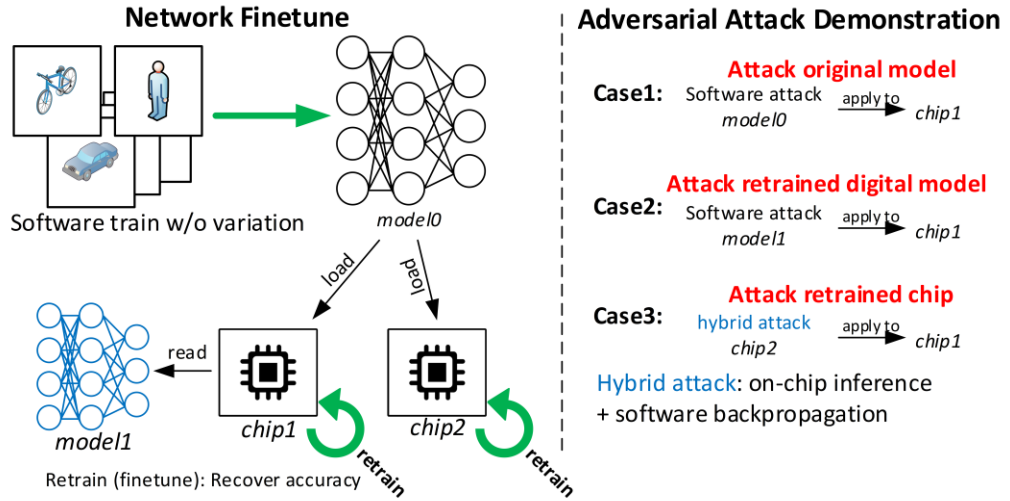 Network Finetune
Software train w/o variation
model0
load
load
read
model1
chip1
chip2
retrain
retrain
Retrain (finetune): Recover accuracy
Adversarial Attack Demonstration
Attack original model
Case1: Software attack apply to chip1
model0
Attack retrained digital model
Case2: Software attack apply to chip1
model1
Attack retrained chip
Case3: hybrid attack apply to chip1
chip2
Hybrid attack: on-chip inference
+ software backpropagation